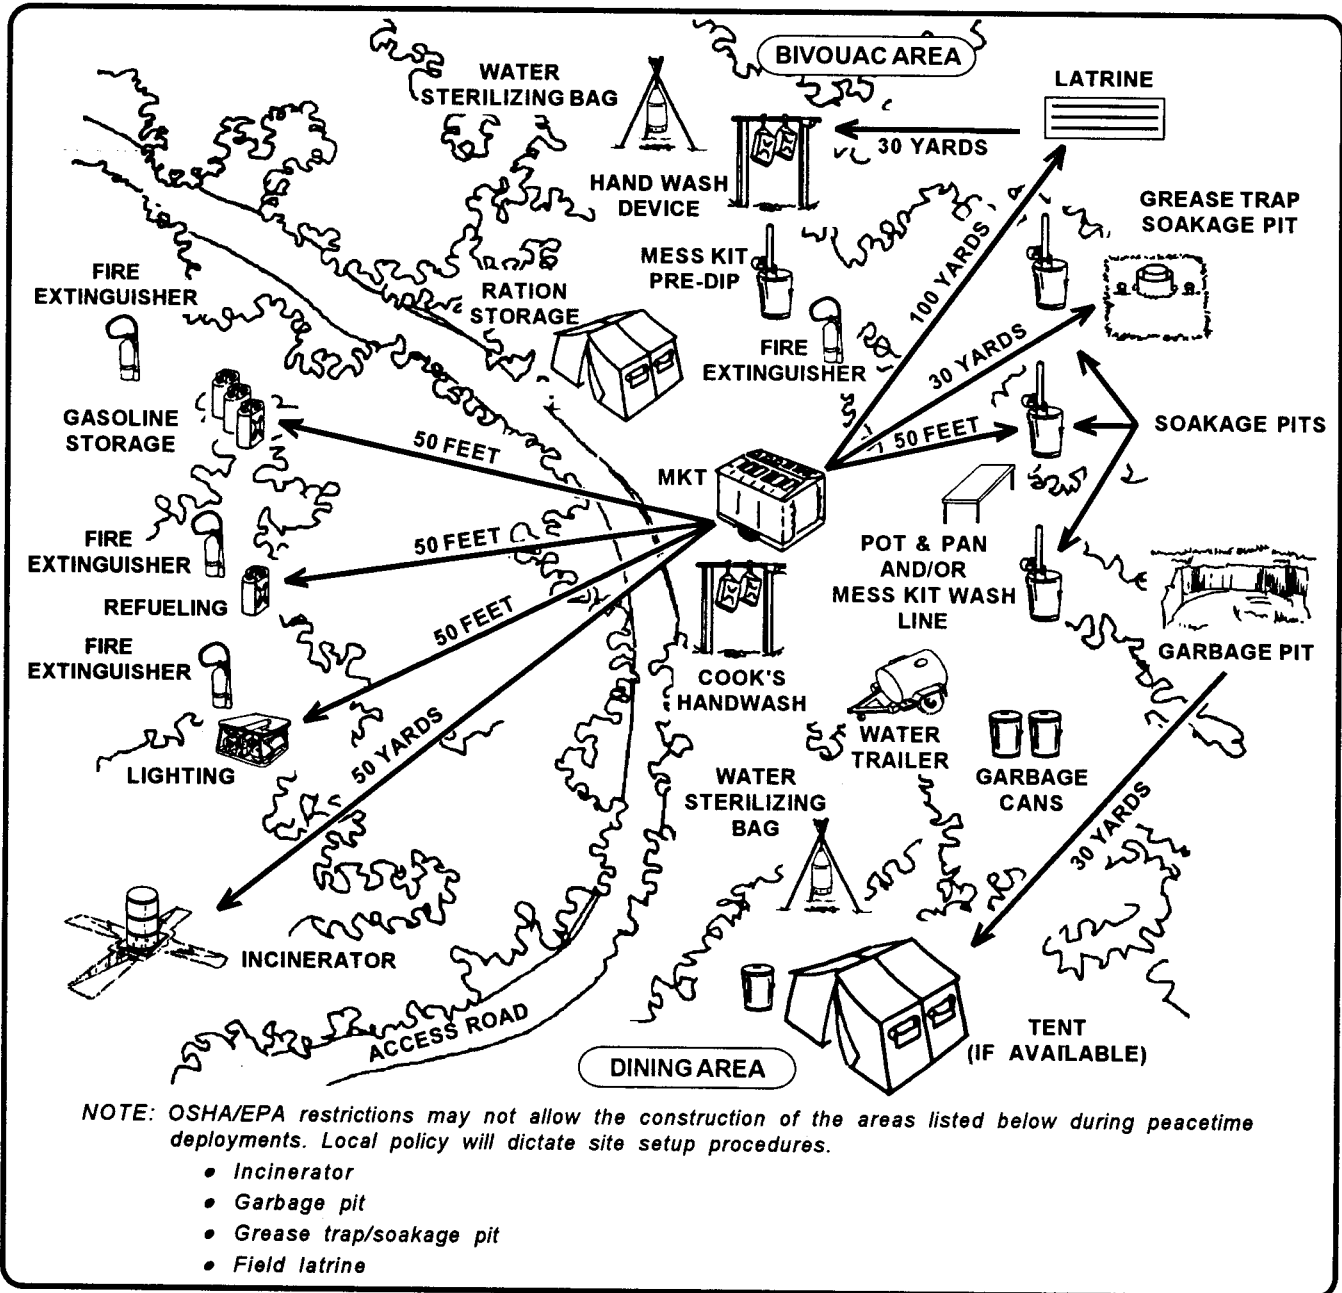 BIVOUAC AREA
WATER
STERILIZING BAG
LATRINE
30 YARDS
HAND WASH
DEVICE
GREASE TRAP
SOAKAGE PIT
MESS KIT
PRE-DIP
100 YARDS
FIRE
EXTINGUISHER
RATION
STORAGE
FIRE
EXTINGUISHER
30 YARDS
GASOLINE
STORAGE
50 FEET
50 FEET
SOAKAGE PITS
MKT
FIRE
EXTINGUISHER
50 FEET
POT & PAN
AND/OR
MESS KIT WASH
LINE
REFUELING
50 FEET
FIRE
EXTINGUISHER
GARBAGE PIT
COOK'S
HANDWASH
LIGHTING
50 YARDS
WATER
TRAILER
GARBAGE
CANS
WATER
STERILIZING
BAG
30 YARDS
INCINERATOR
ACCESS ROAD
TENT
(IF AVAILABLE)
DINING AREA
NOTE: OSHA/EPA restrictions may not allow the construction of the areas listed below during peacetime
deployments. Local policy will dictate site setup procedures.
• Incinerator
• Garbage pit
• Grease trap/soakage pit
• Field latrine